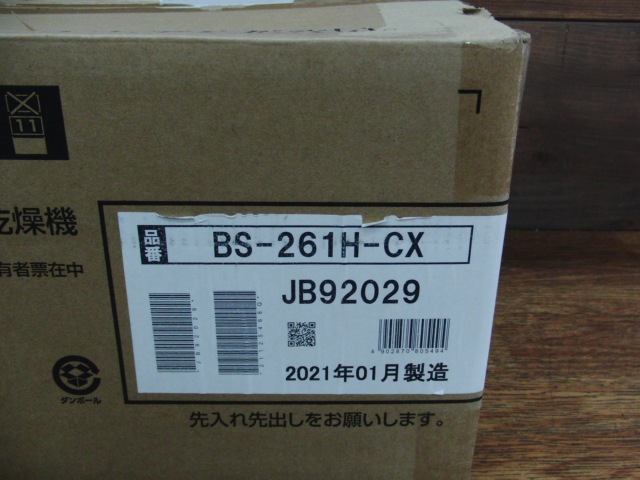 11
燥機
有者票在中
品番 BS-261H-CX
JB92029
4902970805494
2021年01月製造
ダンボール
先入れ先出しをお願いします。